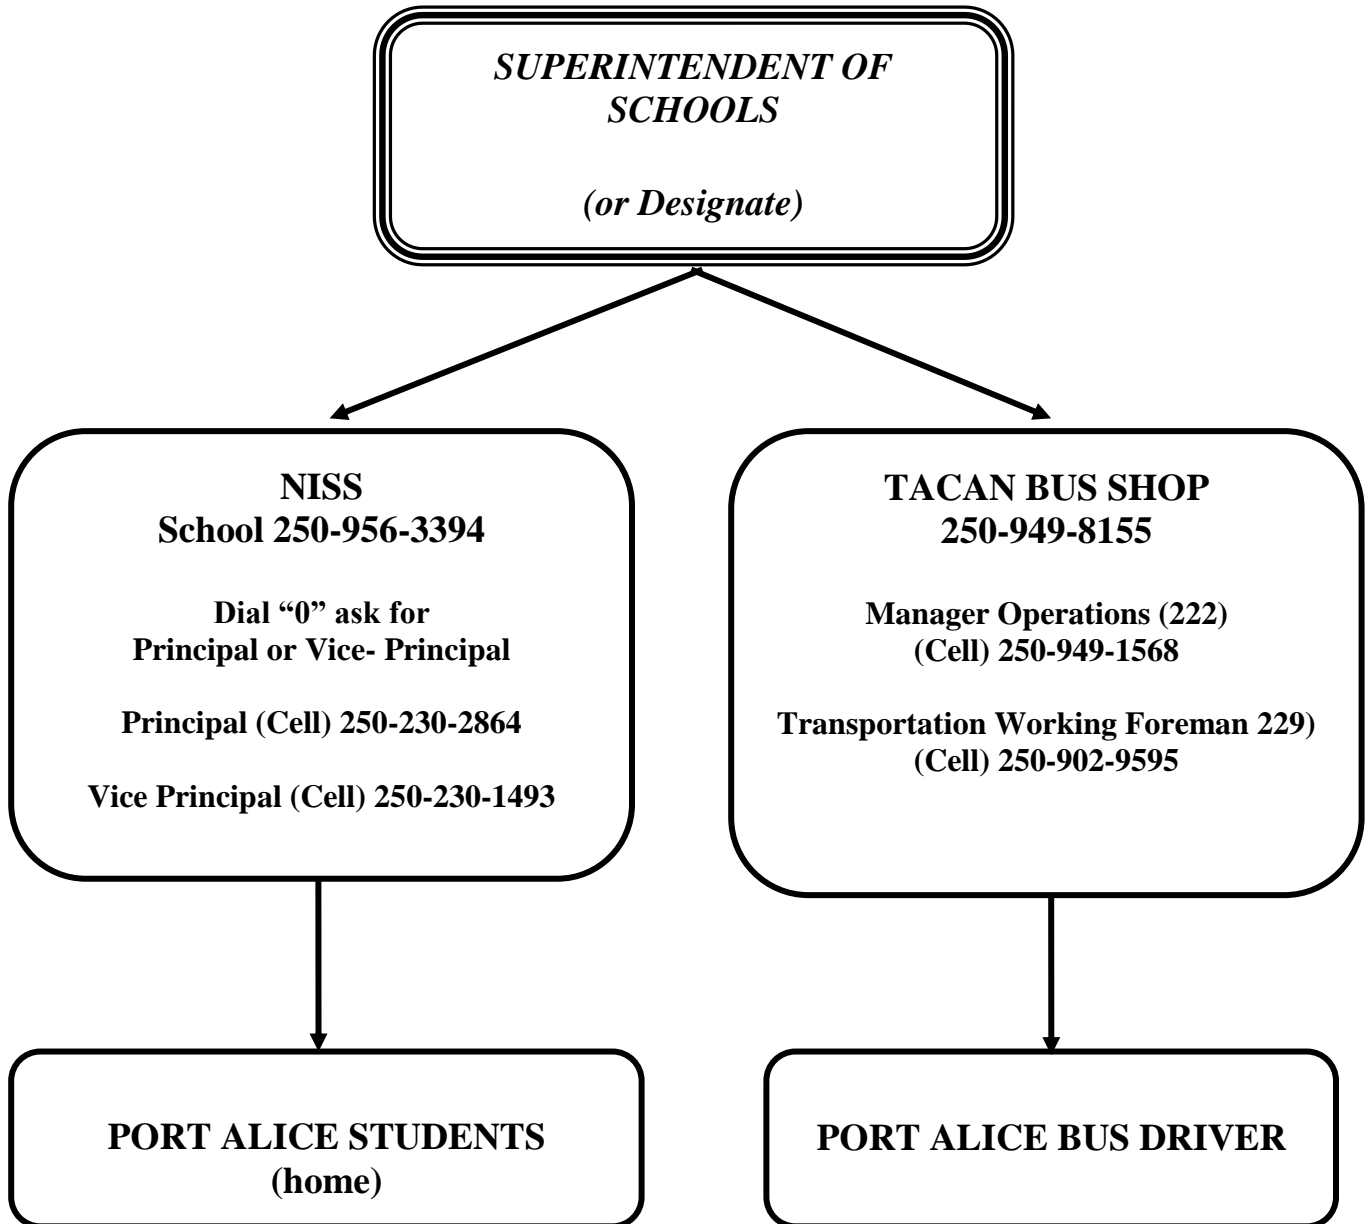 SUPERINTENDENT OF
SCHOOLS
(or Designate)
NISS
School 250-956-3394
Dial “0” ask for
Principal or Vice- Principal
Principal (Cell) 250-230-2864
Vice Principal (Cell) 250-230-1493
TACAN BUS SHOP
250-949-8155
Manager Operations (222)
(Cell) 250-949-1568
Transportation Working Foreman 229)
(Cell) 250-902-9595
PORT ALICE STUDENTS
(home)
PORT ALICE BUS DRIVER